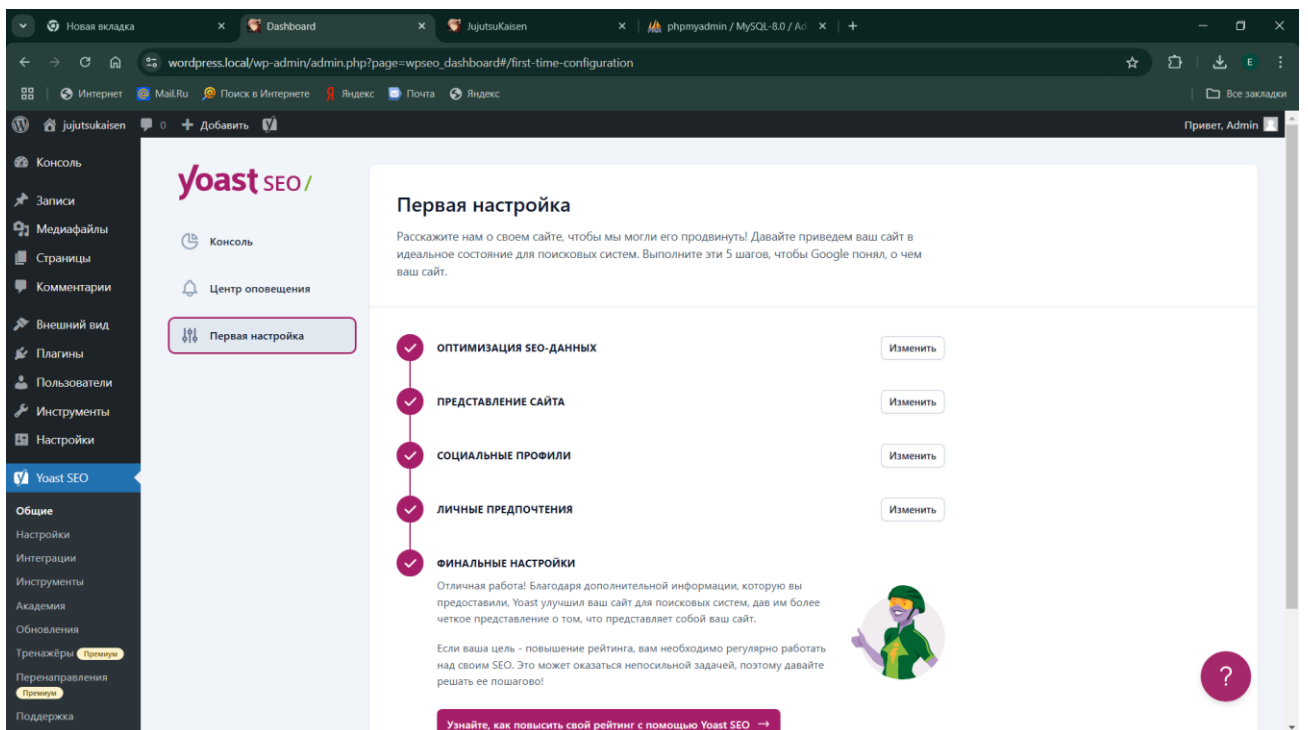 Новая вкладка
Dashboard
JujutsuKaisen
phpmyadmin / MySQL-8.0 / Ad
wordpress.local/wp-admin/admin.php?page=wpseo_dashboard#/first-time-configuration
E
Интернет
Mail.Ru
Поиск в Интернете
Яндекс
Почта
Яндекс
Все закладки
jujutsukaisen
0
Добавить
Привет, Admin
Консоль
Записи
Медиафайлы
Страницы
Комментарии
Внешний вид
Плагины
Пользователи
Инструменты
Настройки
Yoast SEO
Общие
Настройки
Интеграции
Инструменты
Академия
Обновления
Тренажёры Премиум
Перенаправления
Премиум
Поддержка
yoast SEO/
Консоль
Центр оповещения
Первая настройка
Первая настройка
Расскажите нам о своем сайте, чтобы мы могли его продвинуть! Давайте приведем ваш сайт в
идеальное состояние для поисковых систем. Выполните эти 5 шагов, чтобы Google понял, о чем
ваш сайт.
ОПТИМИЗАЦИЯ SEO-ДАННЫХ
Изменить
ПРЕДСТАВЛЕНИЕ САЙТА
Изменить
СОЦИАЛЬНЫЕ ПРОФИЛИ
Изменить
ЛИЧНЫЕ ПРЕДПОЧТЕНИЯ
Изменить
ФИНАЛЬНЫЕ НАСТРОЙКИ
Отличная работа! Благодаря дополнительной информации, которую вы
предоставили, Yoast улучшил ваш сайт для поисковых систем, дав им более
четкое представление о том, что представляет собой ваш сайт.
Если ваша цель - повышение рейтинга, вам необходимо регулярно работать
над своим SEO. Это может оказаться непосильной задачей, поэтому давайте
решать ее пошагово!
Узнайте, как повысить свой рейтинг с помощью Yoast SEO →
?